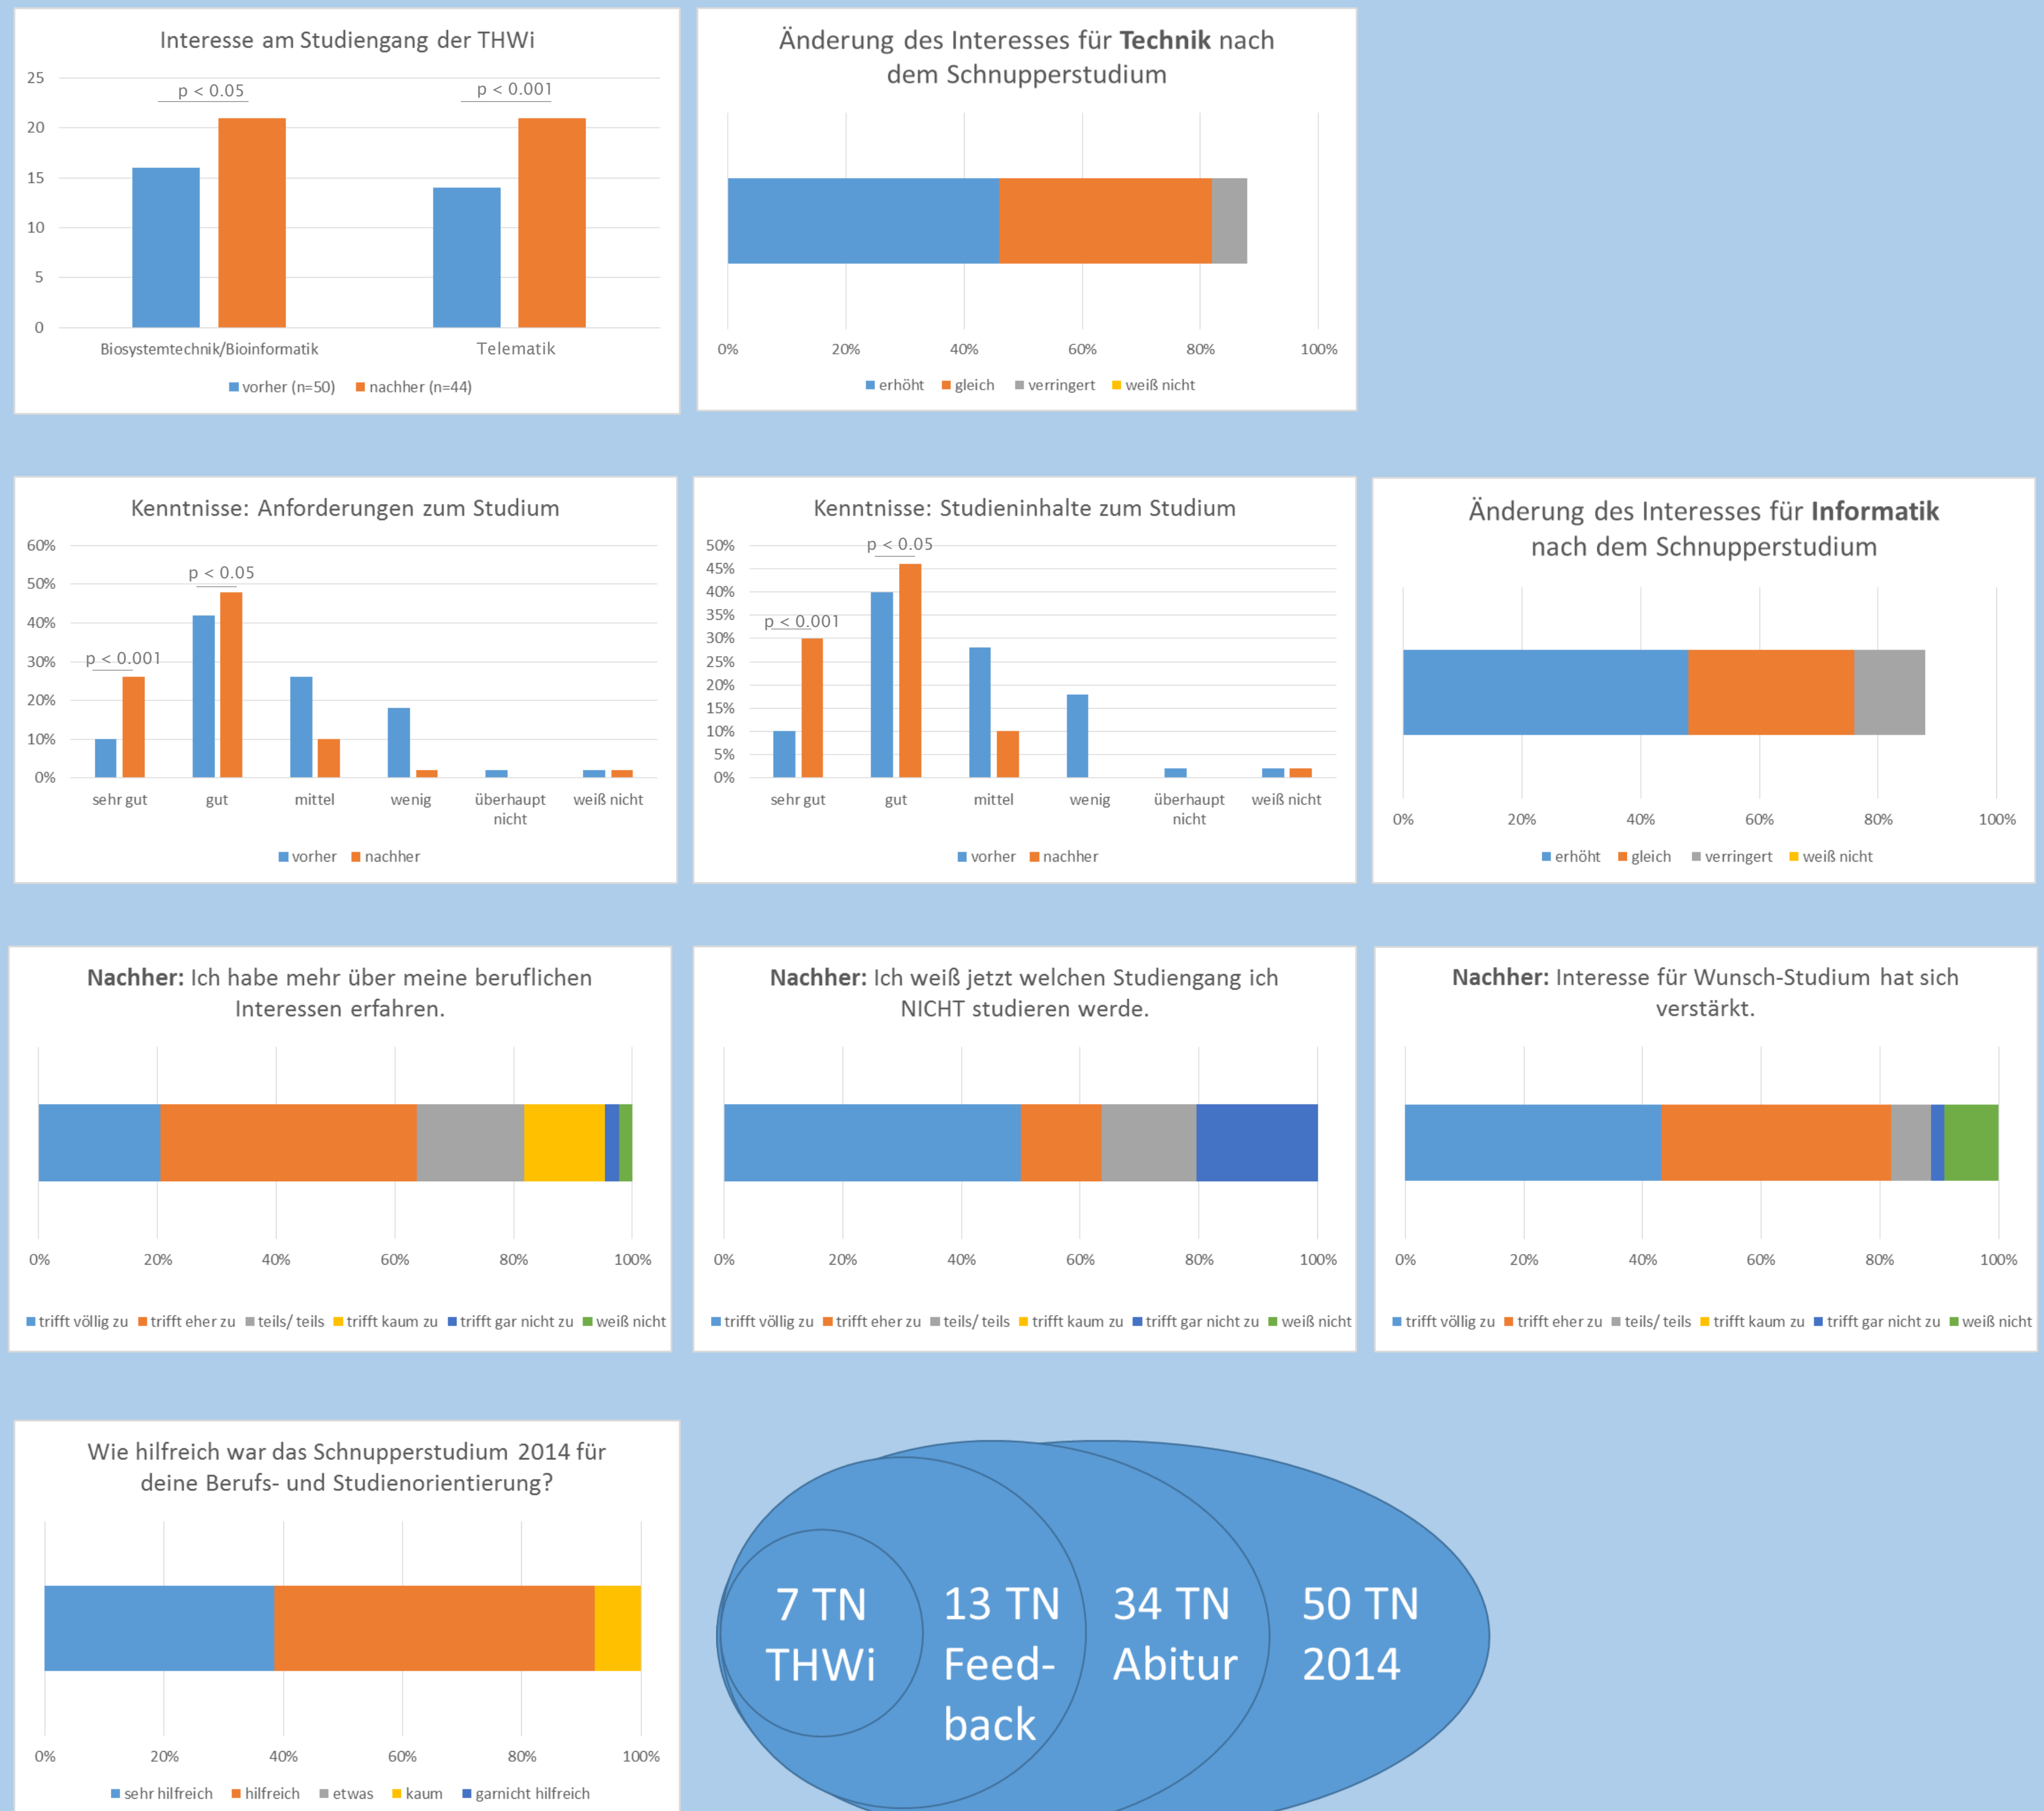 Interesse am Studiengang der THWi
25
20
15
10
5
0
p < 0.05
p < 0.001
Biosystemtechnik/Bioinformatik
Telematik
vorher (n=50) nachher (n=44)
Änderung des Interesses für Technik nach
dem Schnupperstudium
0% 20% 40% 60% 80% 100%
erhöht gleich verringert weiß nicht
Kenntnisse: Anforderungen zum Studium
60%
50%
40%
30%
20%
10%
0%
p < 0.001
p < 0.05
sehr gut gut mittel wenig überhaupt nicht weiß nicht
vorher nachher
Kenntnisse: Studieninhalte zum Studium
50%
45%
40%
35%
30%
25%
20%
15%
10%
5%
0%
p < 0.001
p < 0.05
sehr gut gut mittel wenig überhaupt nicht weiß nicht
vorher nachher
Änderung des Interesses für Informatik
nach dem Schnupperstudium
0% 20% 40% 60% 80% 100%
erhöht gleich verringert weiß nicht
Nachher: Ich habe mehr über meine beruflichen
Interessen erfahren.
0% 20% 40% 60% 80% 100%
trifft völlig zu trifft eher zu teils/ teils trifft kaum zu trifft gar nicht zu weiß nicht
Nachher: Ich weiß jetzt welchen Studiengang ich
NICHT studieren werde.
0% 20% 40% 60% 80% 100%
trifft völlig zu trifft eher zu teils/ teils trifft kaum zu trifft gar nicht zu weiß nicht
Nachher: Interesse für Wunsch-Studium hat sich
verstärkt.
0% 20% 40% 60% 80% 100%
trifft völlig zu trifft eher zu teils/ teils trifft kaum zu trifft gar nicht zu weiß nicht
Wie hilfreich war das Schnupperstudium 2014 für
deine Berufs- und Studienorientierung?
0% 20% 40% 60% 80% 100%
sehr hilfreich hilfreich etwas kaum garnicht hilfreich
7 TN
THWi
13 TN
Feed-
back
34 TN
Abitur
50 TN
2014